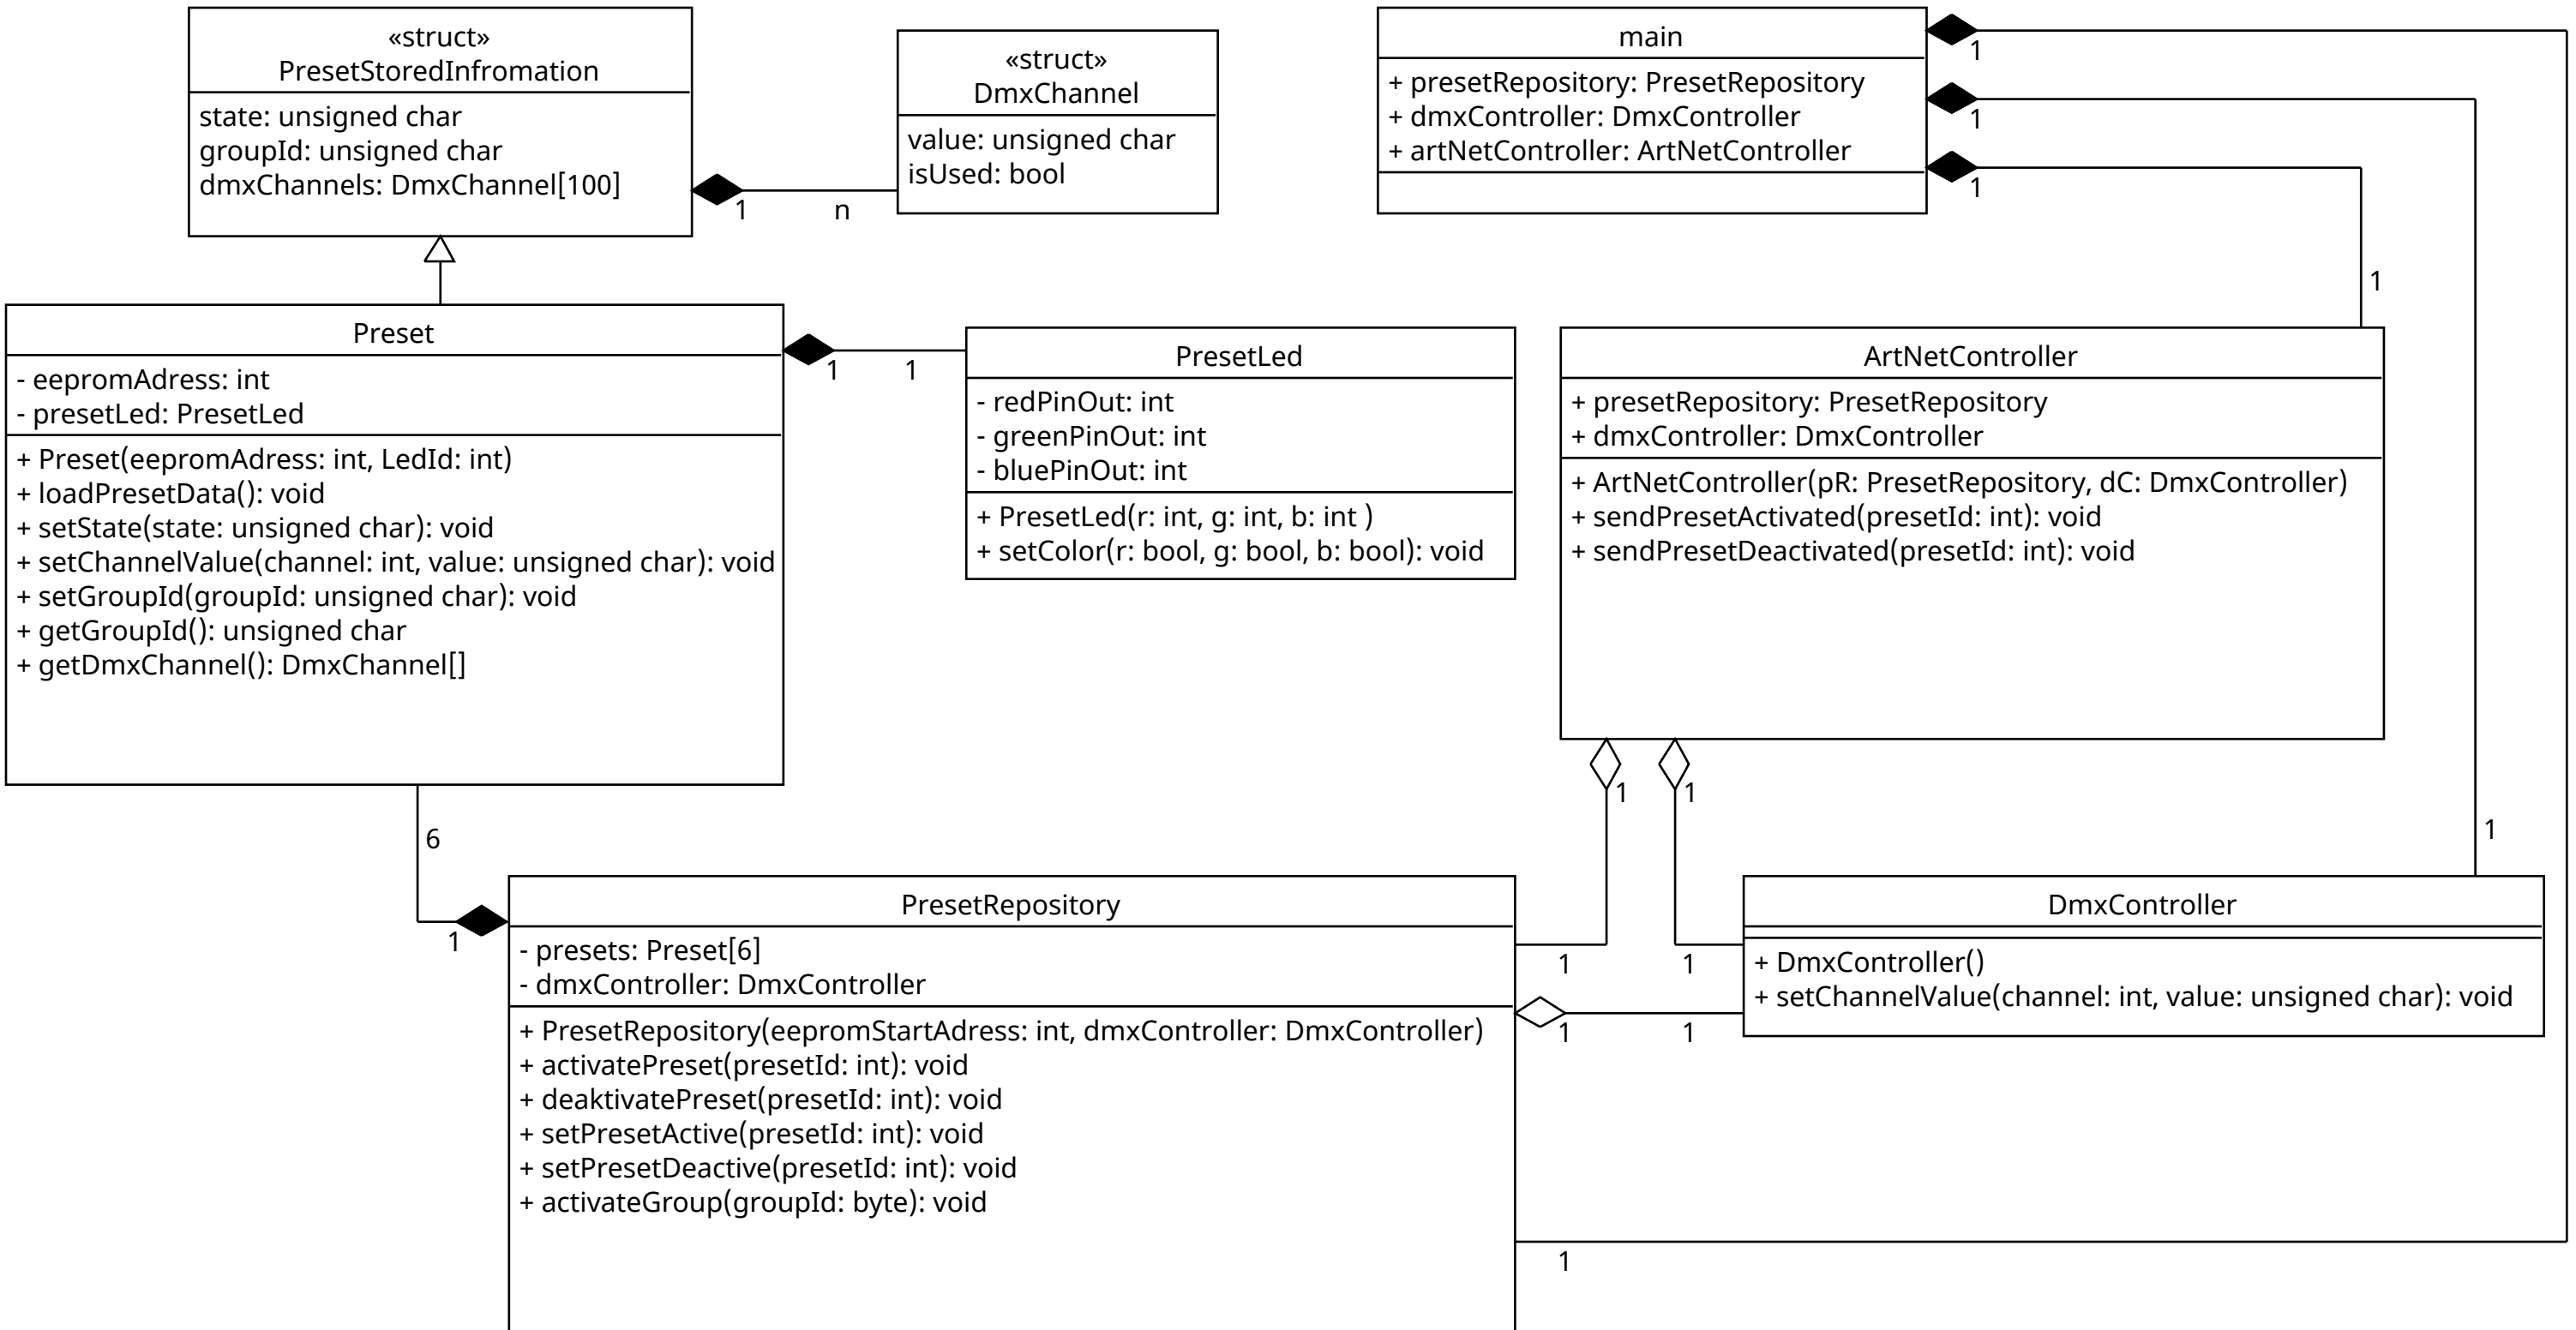 «struct»
PresetStoredInfromation
state: unsigned char
groupId: unsigned char
dmxChannels: DmxChannel[100]
1
n
«struct»
DmxChannel
value: unsigned char
isUsed: bool
main
+ presetRepository: PresetRepository
+ dmxController: DmxController
+ artNetController: ArtNetController
1
1
1
1
1
Preset
- eepromAdress: int
- presetLed: PresetLed
+ Preset(eepromAdress: int, LedId: int)
+ loadPresetData(): void
+ setState(state: unsigned char): void
+ setChannelValue(channel: int, value: unsigned char): void
+ setGroupId(groupId: unsigned char): void
+ getGroupId(): unsigned char
+ getDmxChannel(): DmxChannel[]
1
1
PresetLed
- redPinOut: int
- greenPinOut: int
- bluePinOut: int
+ PresetLed(r: int, g: int, b: int )
+ setColor(r: bool, g: bool, b: bool): void
ArtNetController
+ presetRepository: PresetRepository
+ dmxController: DmxController
+ ArtNetController(pR: PresetRepository, dC: DmxController)
+ sendPresetActivated(presetId: int): void
+ sendPresetDeactivated(presetId: int): void
1
1
6
1
PresetRepository
- presets: Preset[6]
- dmxController: DmxController
+ PresetRepository(eepromStartAdress: int, dmxController: DmxController)
+ activatePreset(presetId: int): void
+ deaktivatePreset(presetId: int): void
+ setPresetActive(presetId: int): void
+ setPresetDeactive(presetId: int): void
+ activateGroup(groupId: byte): void
1
1
1
1
1
DmxController
+ DmxController()
+ setChannelValue(channel: int, value: unsigned char): void